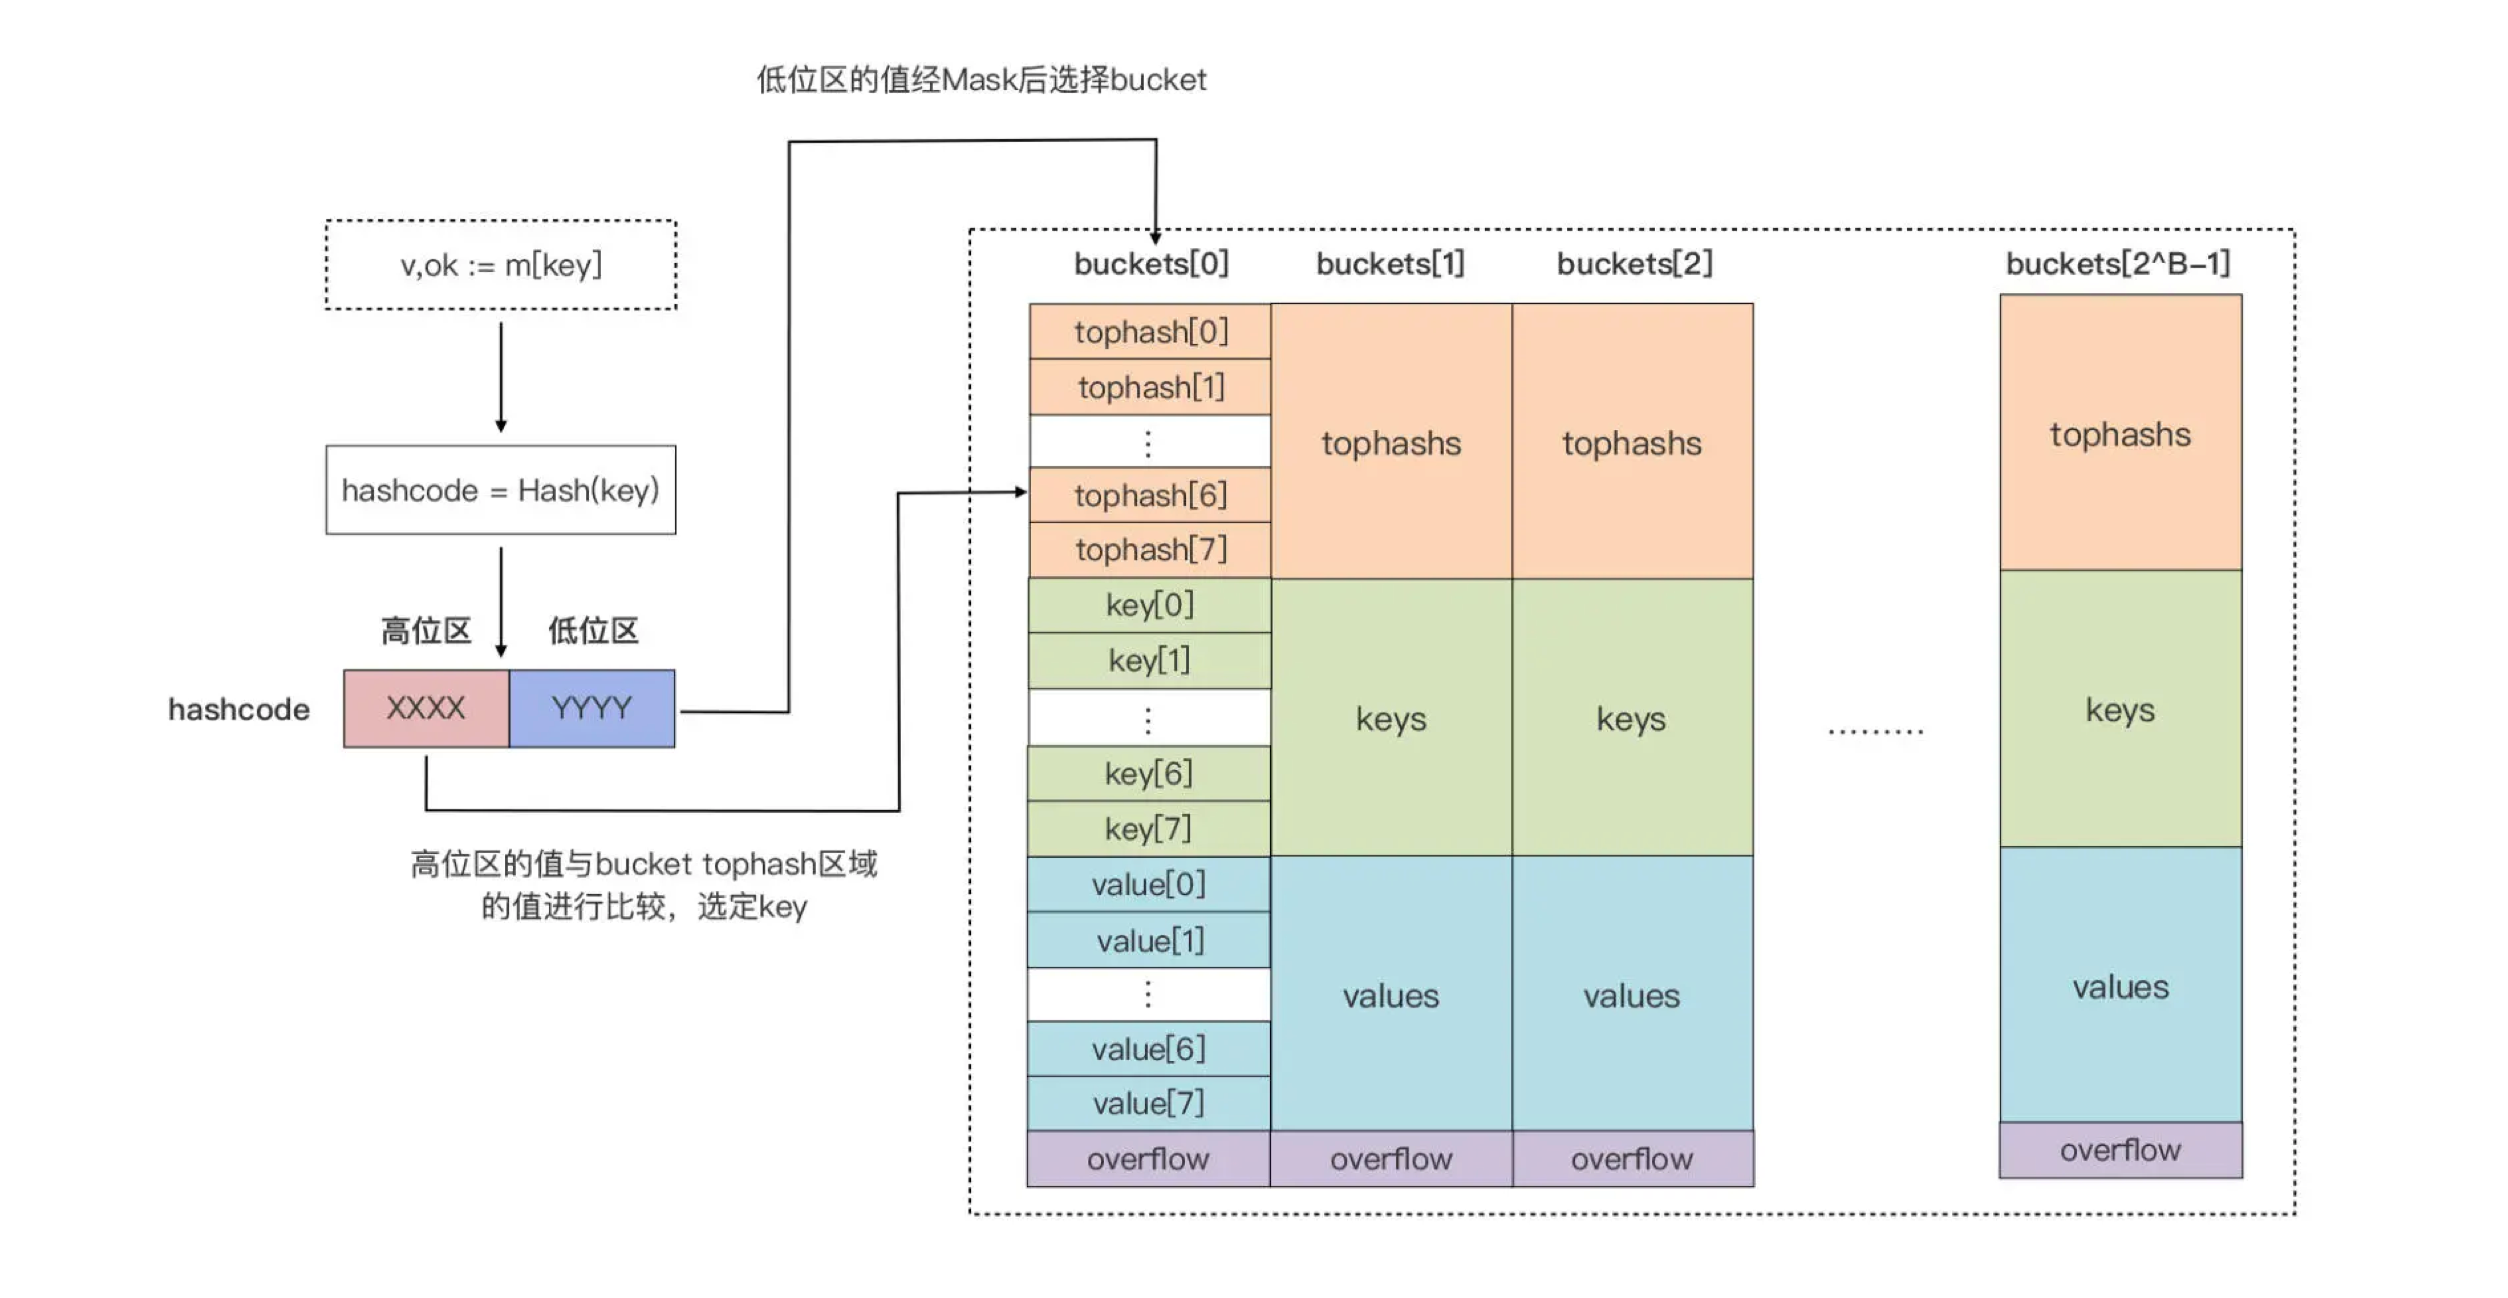 低位区的值经Mask后选择bucket
v,ok := m[key]
hashcode = Hash(key)
高位区 低位区
hashcode XXXX YYYY
高位区的值与bucket tophash区域
的值进行比较，选定key
buckets[0] buckets[1] buckets[2] buckets[2^B-1]
tophash[0]
tophash[1]
⋮
tophash[6]
tophash[7]
key[0]
key[1]
⋮
key[6]
key[7]
value[0]
value[1]
⋮
value[6]
value[7]
overflow
tophashs
keys
values
overflow
tophashs
keys
values
overflow
.........
tophashs
keys
values
overflow